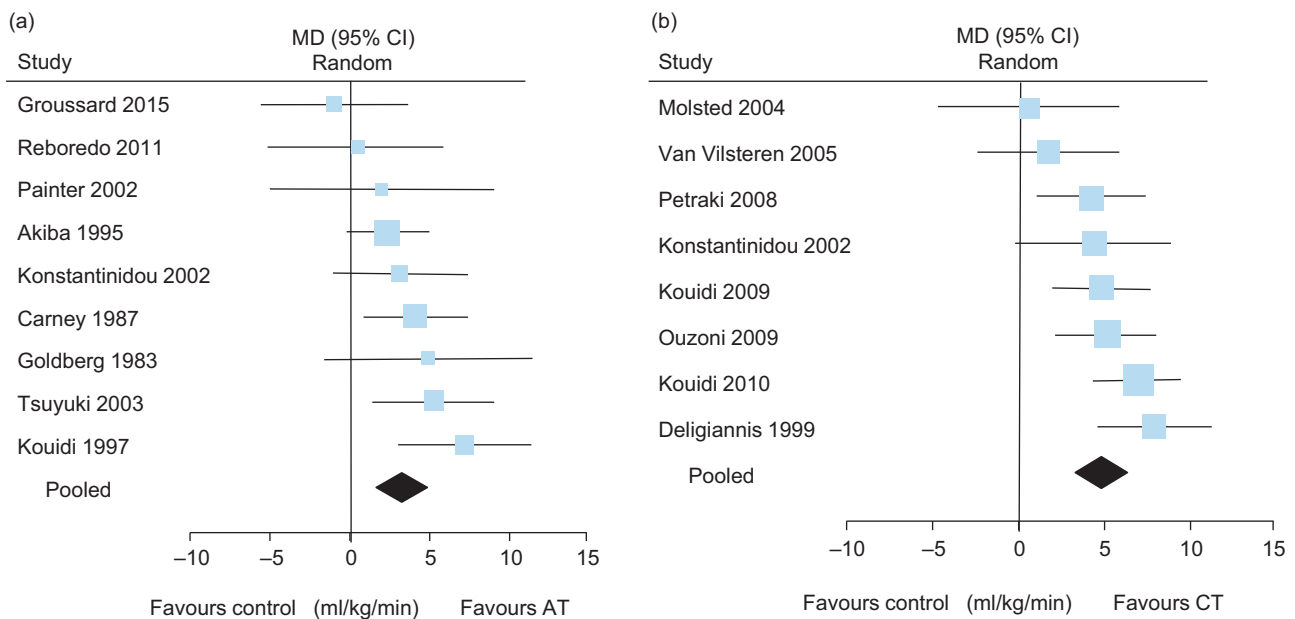 (a)
MD (95% CI)
Study Random
Groussard 2015
Reboredo 2011
Painter 2002
Akiba 1995
Konstantinidou 2002
Carney 1987
Goldberg 1983
Tsuyuki 2003
Kouidi 1997
Pooled
–10 –5 0 5 10 15
Favours control (ml/kg/min) Favours AT
(b)
MD (95% CI)
Study Random
Molsted 2004
Van Vilsteren 2005
Petraki 2008
Konstantinidou 2002
Kouidi 2009
Ouzoni 2009
Kouidi 2010
Deligiannis 1999
Pooled
–10 –5 0 5 10 15
Favours control (ml/kg/min) Favours CT